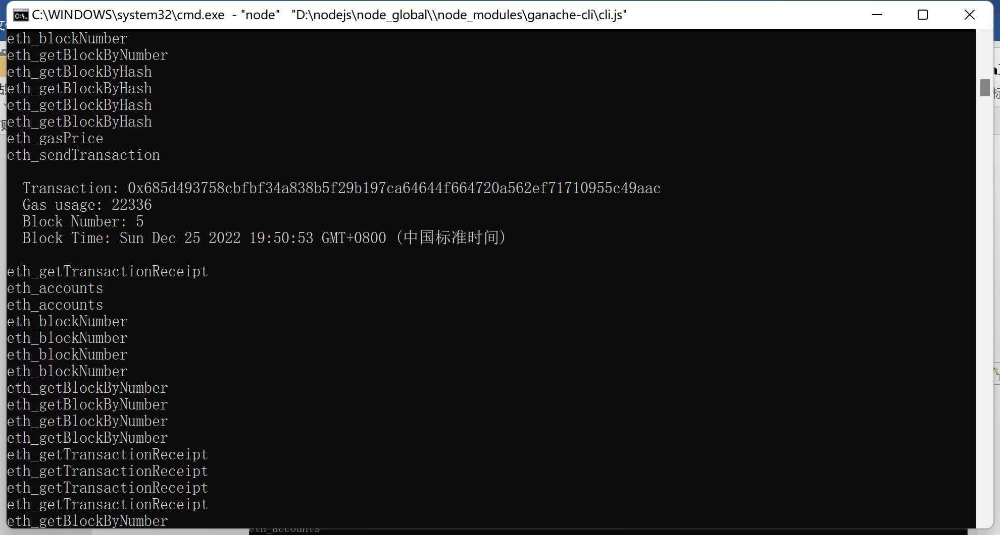 C:\WINDOWS\system32\cmd.exe - "node" "D:\nodejs\node_global\\node_modules\ganache-cli\cli.js"
eth_blockNumber
eth_getBlockByNumber
eth_getBlockByHash
eth_getBlockByHash
eth_getBlockByHash
eth_getBlockByHash
eth_gasPrice
eth_sendTransaction
Transaction: 0x685d493758cbfbf34a838b5f29b197ca64644f664720a562ef71710955c49aac
Gas usage: 22336
Block Number: 5
Block Time: Sun Dec 25 2022 19:50:53 GMT+0800 (中国标准时间)
eth_getTransactionReceipt
eth_accounts
eth_accounts
eth_blockNumber
eth_blockNumber
eth_blockNumber
eth_blockNumber
eth_getBlockByNumber
eth_getBlockByNumber
eth_getBlockByNumber
eth_getBlockByNumber
eth_getTransactionReceipt
eth_getTransactionReceipt
eth_getTransactionReceipt
eth_getTransactionReceipt
eth_getBlockByNumber
eth_accounts